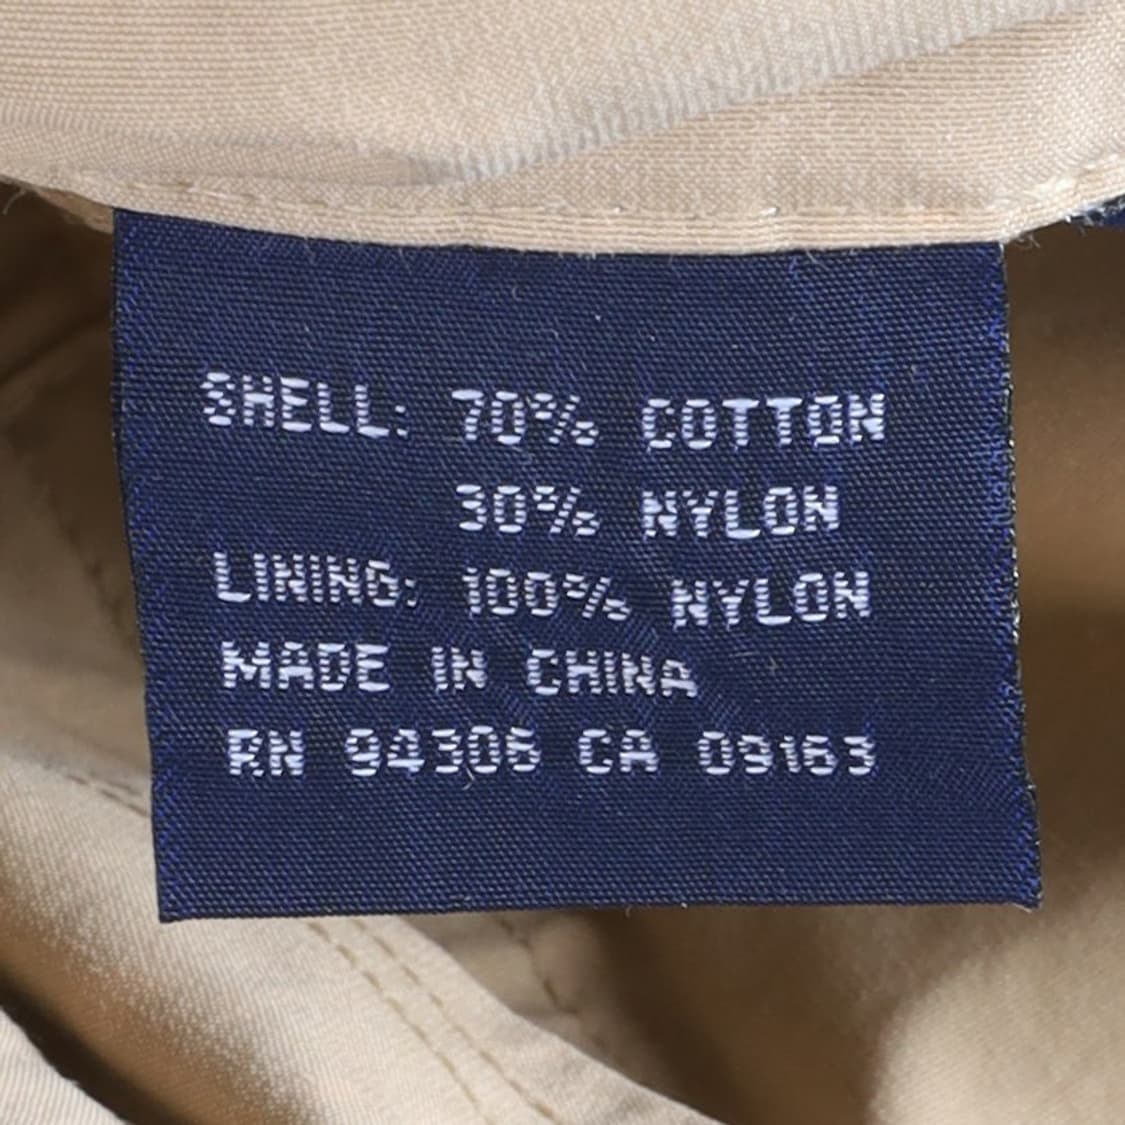 SHELL: 70% COTTON
30% NYLON
LINING: 100% NYLON
MADE IN CHINA
RN 94306 CA 09163